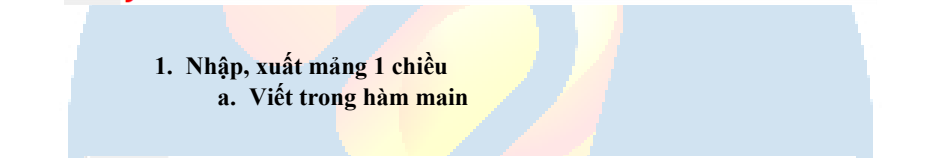 1. Nhập, xuất mảng 1 chiều
a. Viết trong hàm main